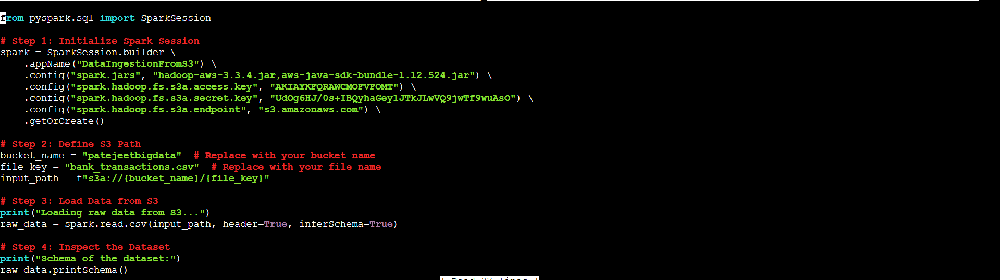 from pyspark.sql import SparkSession
# Step 1: Initialize Spark Session
spark = SparkSession.builder \
    .appName("DataIngestionFromS3") \
    .config("spark.jars", "hadoop-aws-3.3.4.jar,aws-java-sdk-bundle-1.12.524.jar") \
    .config("spark.hadoop.fs.s3a.access.key", "AKIAYKFQRAWCMOFVFOMT") \
    .config("spark.hadoop.fs.s3a.secret.key", "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") \
    .config("spark.hadoop.fs.s3a.endpoint", "s3.amazonaws.com") \
    .getOrCreate()
# Step 2: Define S3 Path
bucket_name = "patejeetbigdata"  # Replace with your bucket name
file_key = "bank_transactions.csv"  # Replace with your file name
input_path = f"s3a://{bucket_name}/{file_key}"
# Step 3: Load Data from S3
print("Loading raw data from S3...")
raw_data = spark.read.csv(input_path, header=True, inferSchema=True)
# Step 4: Inspect the Dataset
print("Schema of the dataset:")
raw_data.printSchema()
[ Read 27 lines ]